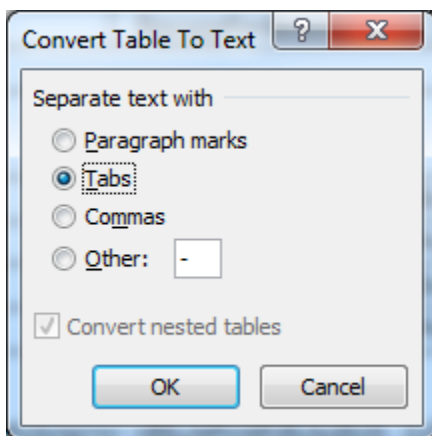 Convert Table To Text ? X
Separate text with
Paragraph marks
Tabs
Commas
Other: -
Convert nested tables
OK Cancel